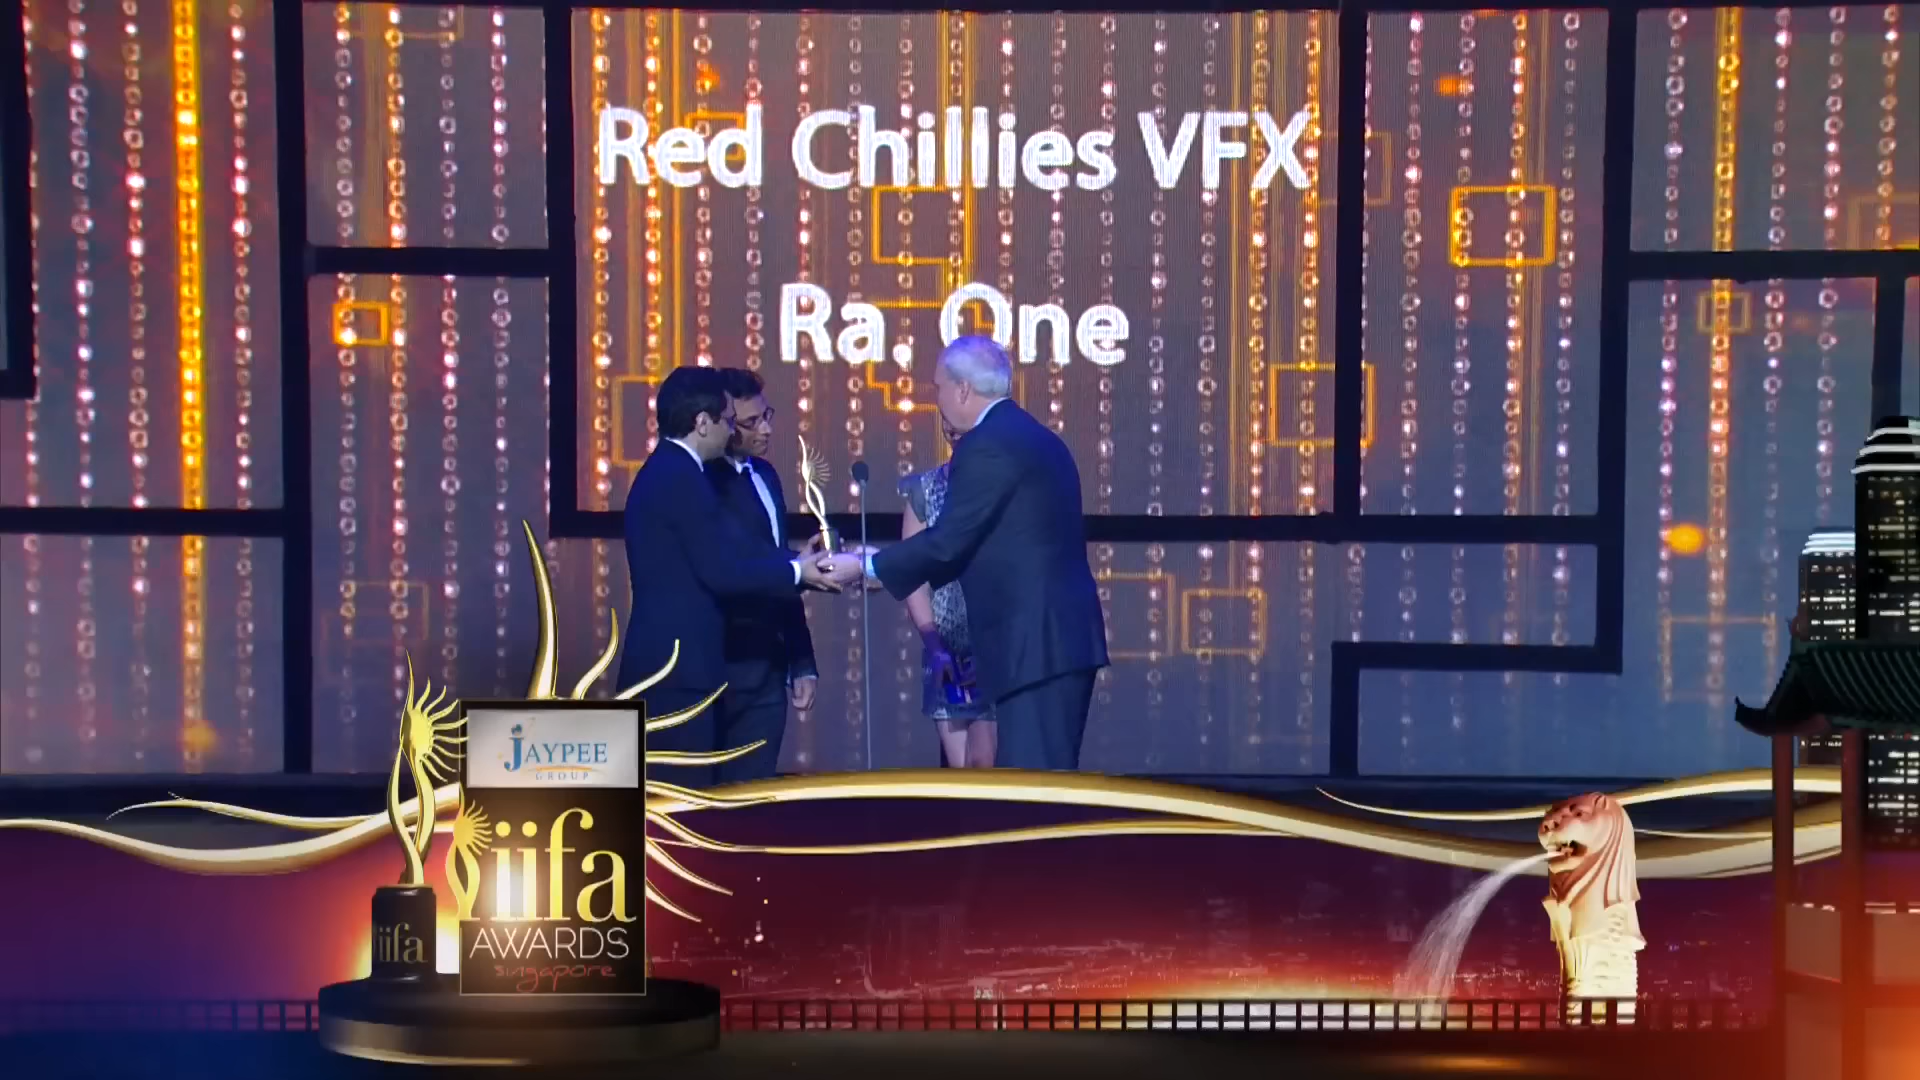 Red Chillies VFX
Ra. One
JAYPEE
GROUP
iifa
AWARDS
singapore
iifa